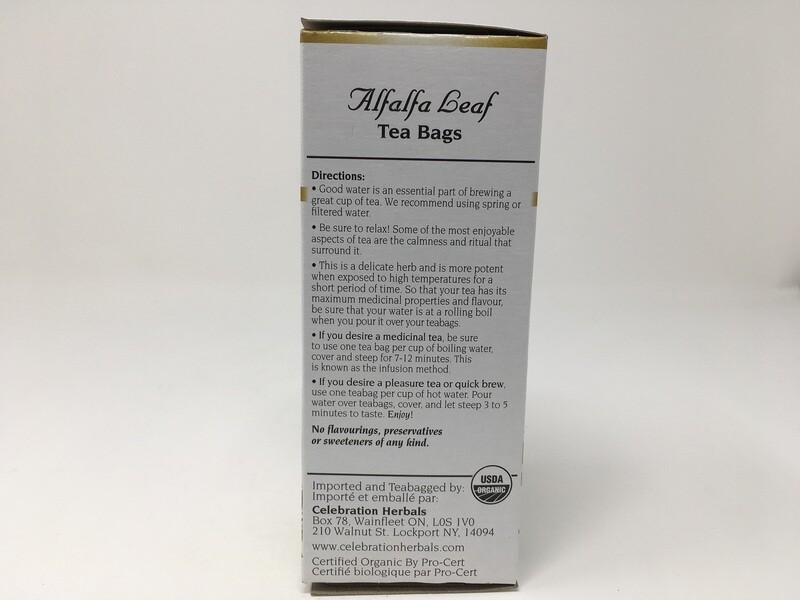 Alfalfa Leaf
Tea Bags
Directions:
• Good water is an essential part of brewing a
great cup of tea. We recommend using spring or
filtered water.
• Be sure to relax! Some of the most enjoyable
aspects of tea are the calmness and ritual that
surround it.
• This is a delicate herb and is more potent
when exposed to high temperatures for a
short period of time. So that your tea has its
maximum medicinal properties and flavour,
be sure that your water is at a rolling boil
when you pour it over your teabags.
• If you desire a medicinal tea, be sure
to use one tea bag per cup of boiling water,
cover and steep for 7-12 minutes. This
is known as the infusion method.
• If you desire a pleasure tea or quick brew,
use one teabag per cup of hot water. Pour
water over teabags, cover, and let steep 3 to 5
minutes to taste. Enjoy!
No flavourings, preservatives
or sweeteners of any kind.
USDA
ORGANIC
Imported and Teabagged by:
Importé et emballé par:
Celebration Herbals
Box 78, Wainfleet ON, L0S 1V0
210 Walnut St. Lockport NY, 14094
www.celebrationherbals.com
Certified Organic By Pro-Cert
Certifié biologique par Pro-Cert